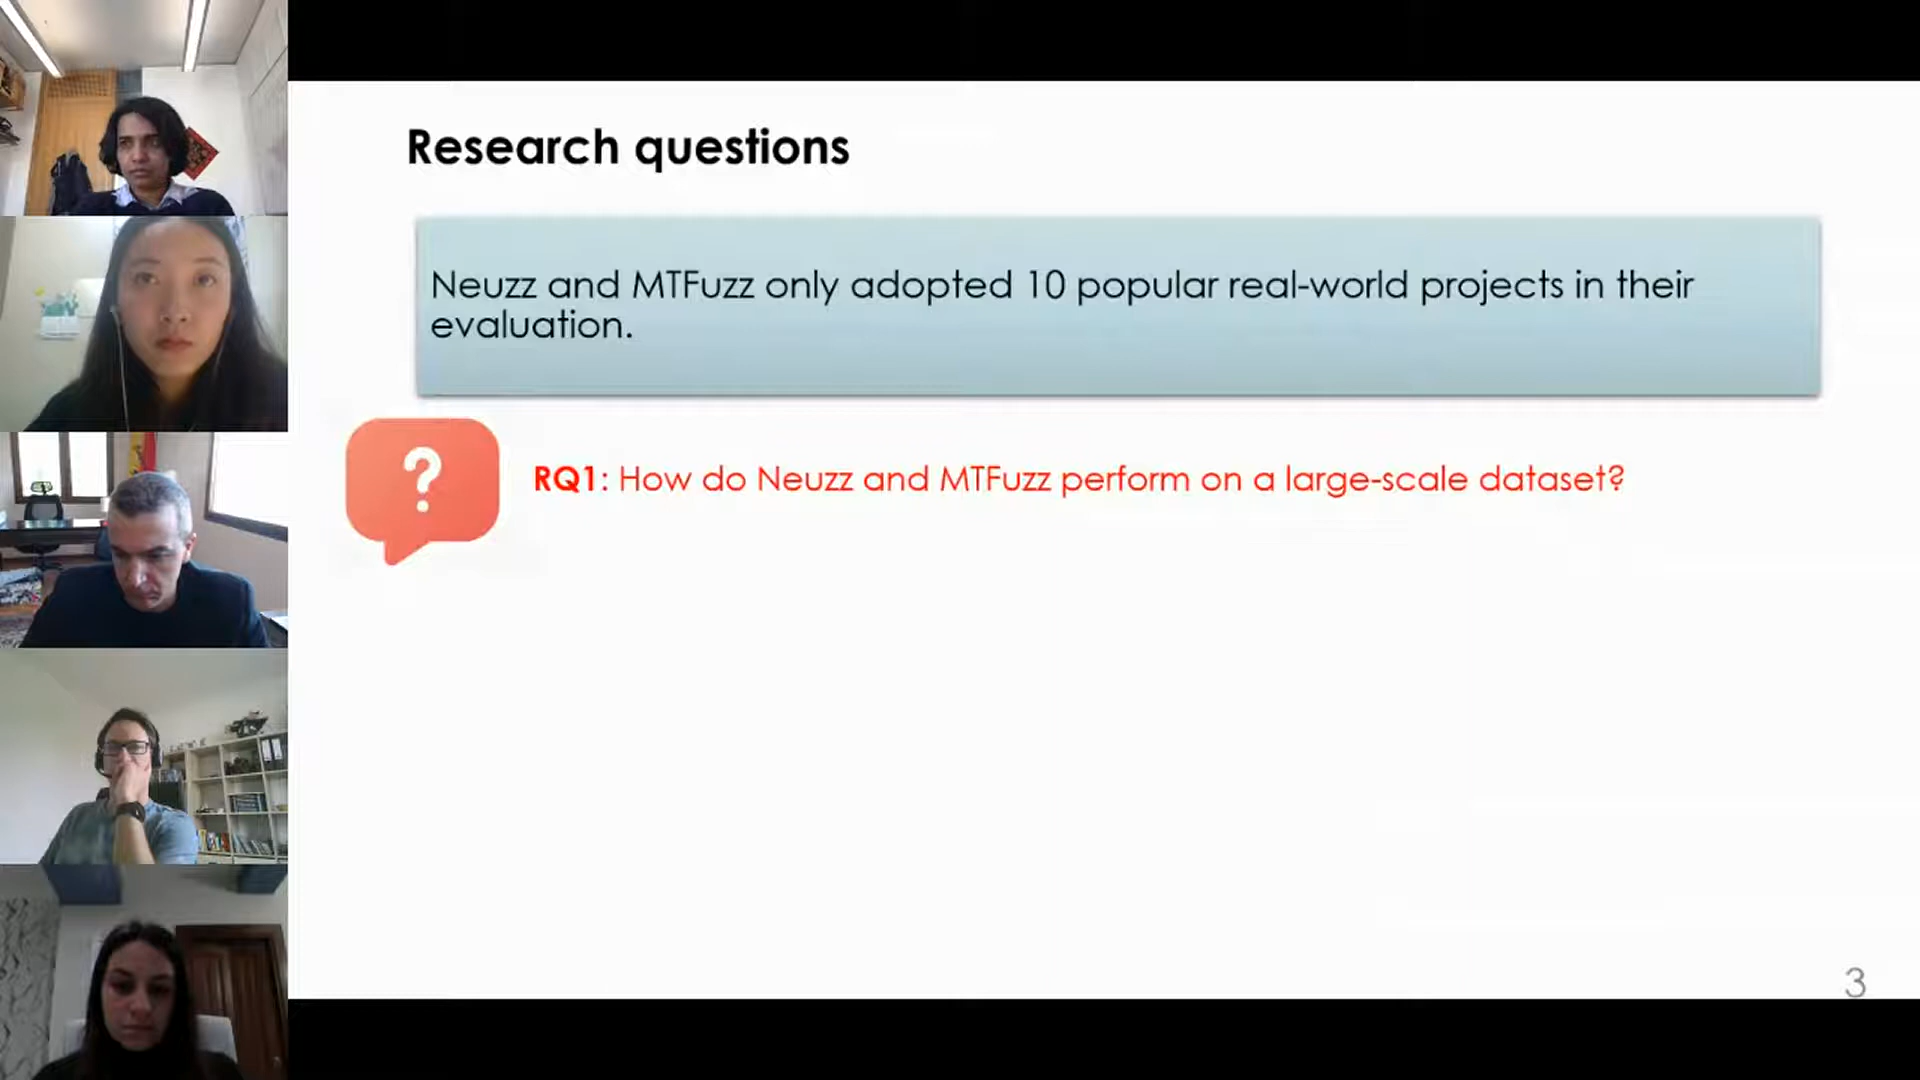 Research questions
Neuzz and MTFuzz only adopted 10 popular real-world projects in their
evaluation.
?
RQ1: How do Neuzz and MTFuzz perform on a large-scale dataset?
3